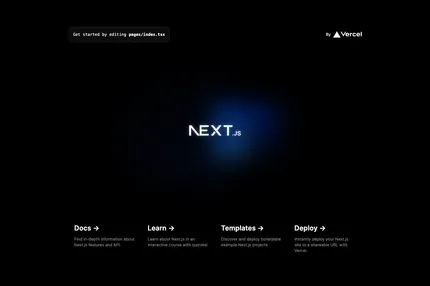 Get started by editing pages/index.tsx
By ▲Vercel
NEXT.JS
Docs →
Find in-depth information about
Next.js features and API.
Learn →
Learn about Next.js in an
interactive course with quizzes!
Templates →
Discover and deploy boilerplate
example Next.js projects.
Deploy →
Instantly deploy your Next.js
site to a shareable URL with
Vercel.